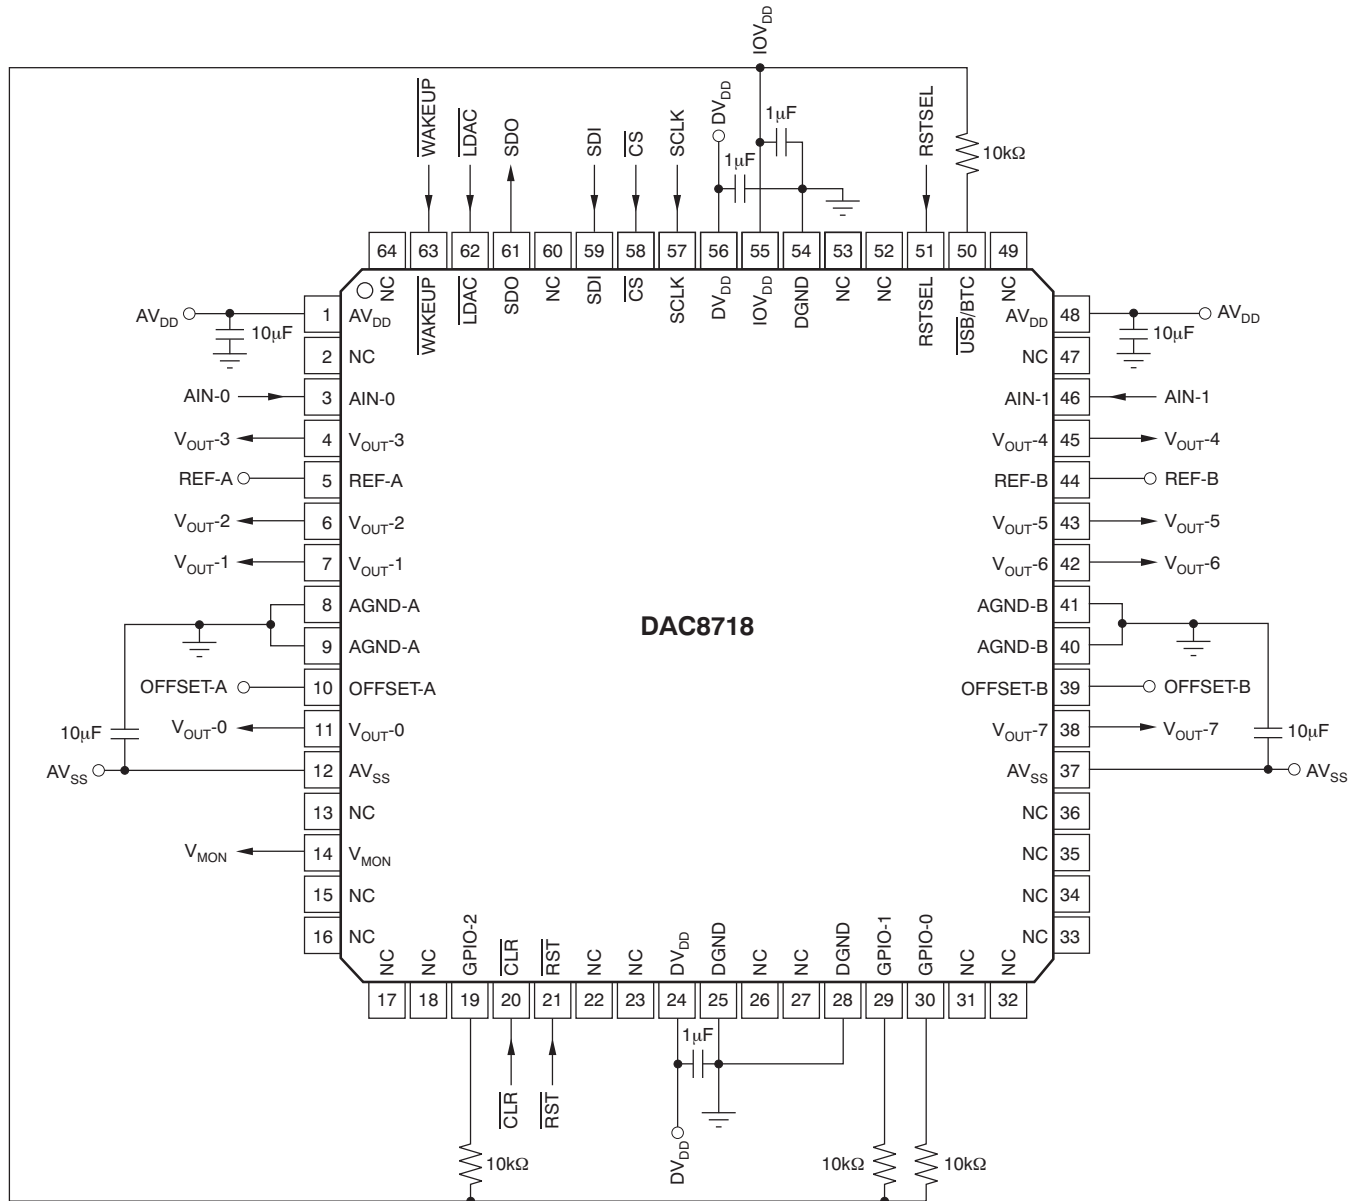 IOVDD
WAKEUP
LDAC
SDO
SDI
CS
SCLK
DVDD
1μF
1μF
RSTSEL
10kΩ
64 63 62 61 60 59 58 57 56 55 54 53 52 51 50 49
NC WAKEUP LDAC SDO NC SDI CS SCLK DVDD IOVDD DGND NC NC RSTSEL USB/BTC NC
AVDD 10μF 1 AVDD
2 NC
AIN-0 3 AIN-0
VOUT-3 4 VOUT-3
REF-A 5 REF-A
VOUT-2 6 VOUT-2
VOUT-1 7 VOUT-1
8 AGND-A
9 AGND-A
OFFSET-A 10 OFFSET-A
10μF
VOUT-0 11 VOUT-0
AVSS 12 AVSS
13 NC
VMON 14 VMON
15 NC
16 NC
DAC8718
AVDD 48 10μF AVDD
NC 47
AIN-1 46 AIN-1
VOUT-4 45 VOUT-4
REF-B 44 REF-B
VOUT-5 43 VOUT-5
VOUT-6 42 VOUT-6
AGND-B 41
AGND-B 40
OFFSET-B 39 OFFSET-B
VOUT-7 38 VOUT-7
10μF
AVSS 37 AVSS
NC 36
NC 35
NC 34
NC 33
NC NC GPIO-2 CLR RST NC NC DVDD DGND NC NC DGND GPIO-1 GPIO-0 NC NC
17 18 19 20 21 22 23 24 25 26 27 28 29 30 31 32
1μF
CLR
RST
DVDD
10kΩ
10kΩ
10kΩ